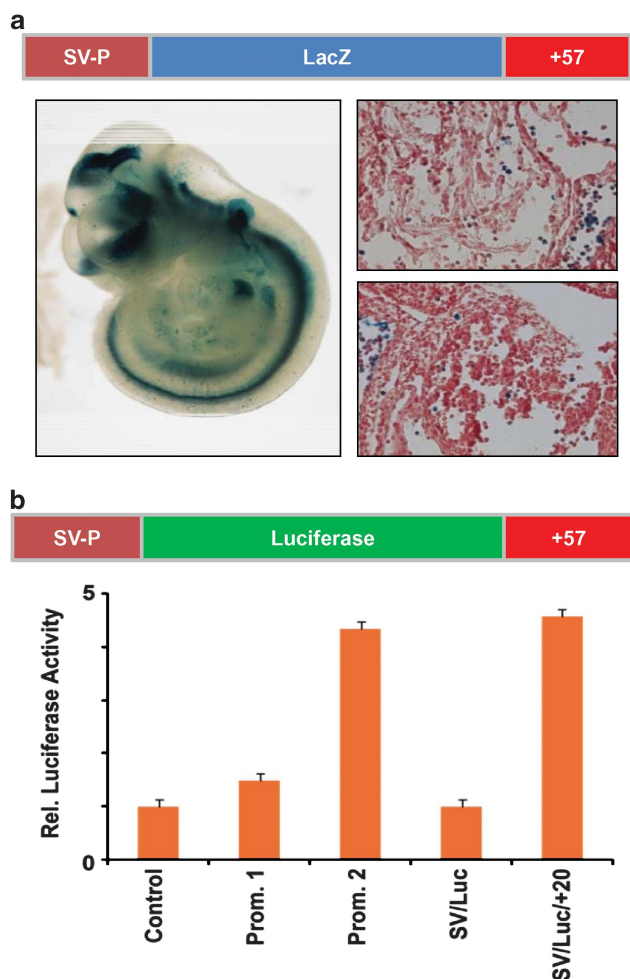 a
SV-P LacZ +57
b
SV-P Luciferase +57
Rel. Luciferase Activity
5
0
Control
Prom. 1
Prom. 2
SV/Luc
SV/Luc/+20